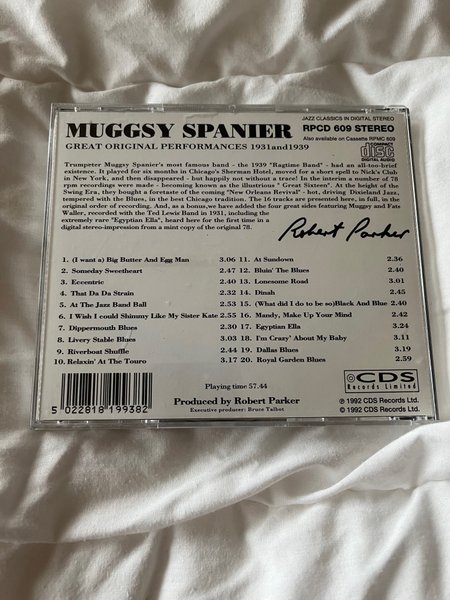 JAZZ CLASSICS IN DIGITAL STEREO
MUGGSY SPANIER
RPCD 609 STEREO
Also available on Cassette RPMC 609
GREAT ORIGINAL PERFORMANCES 1931and1939
COMPACT
disc
DIGITAL AUDIO
Trumpeter Muggsy Spanier's most famous band - the 1939 "Ragtime Band" - had an all-too-brief
existence. It played for six months in Chicago's Sherman Hotel, moved for a short spell to Nick's Club
in New York, and then disappeared - but happily not without a trace! In the interim a number of 78
rpm recordings were made - becoming known as the illustrious " Great Sixteen". At the height of the
Swing Era, they bought a foretaste of the coming "New Orleans Revival" - hot, driving Dixieland Jazz,
tempered with the Blues, in the best Chicago tradition. The 16 tracks are presented here, in full, in the
original order of recording. And, as a bonus,we have added the four great sides featuring Muggsy and Fats
Waller, recorded with the Ted Lewis Band in 1931, including the
extremely rare "Egyptian Ella", heard here for the first time in a
digital stereo-impression from a mint copy of the original 78.
Robert Parker
1. (I want a) Big Butter And Egg Man 3.06
2. Someday Sweetheart 2.47
3. Eccentric 2.40
4. That Da Da Strain 2.32
5. At The Jazz Band Ball 2.53
6. I Wish I could Shimmy Like My Sister Kate 2.55
7. Dippermouth Blues 2.30
8. Livery Stable Blues 3.03
9. Riverboat Shuffle 2.44
10. Relaxin' At The Touro 3.17
11. At Sundown 2.36
12. Bluin' The Blues 2.40
13. Lonesome Road 2.45
14. Dinah 2.45
15. (What did I do to be so)Black And Blue 2.40
16. Mandy, Make Up Your Mind 2.42
17. Egyptian Ella 3.24
18. I'm Crazy' About My Baby 3.11
19. Dallas Blues 3.19
20. Royal Garden Blues 2.59
Playing time 57.44
Produced by Robert Parker
Executive producer: Bruce Talbot
5 022818 199382
CDS
Records Limited
℗ 1992 CDS Records Ltd.
© 1992 CDS Records Ltd.